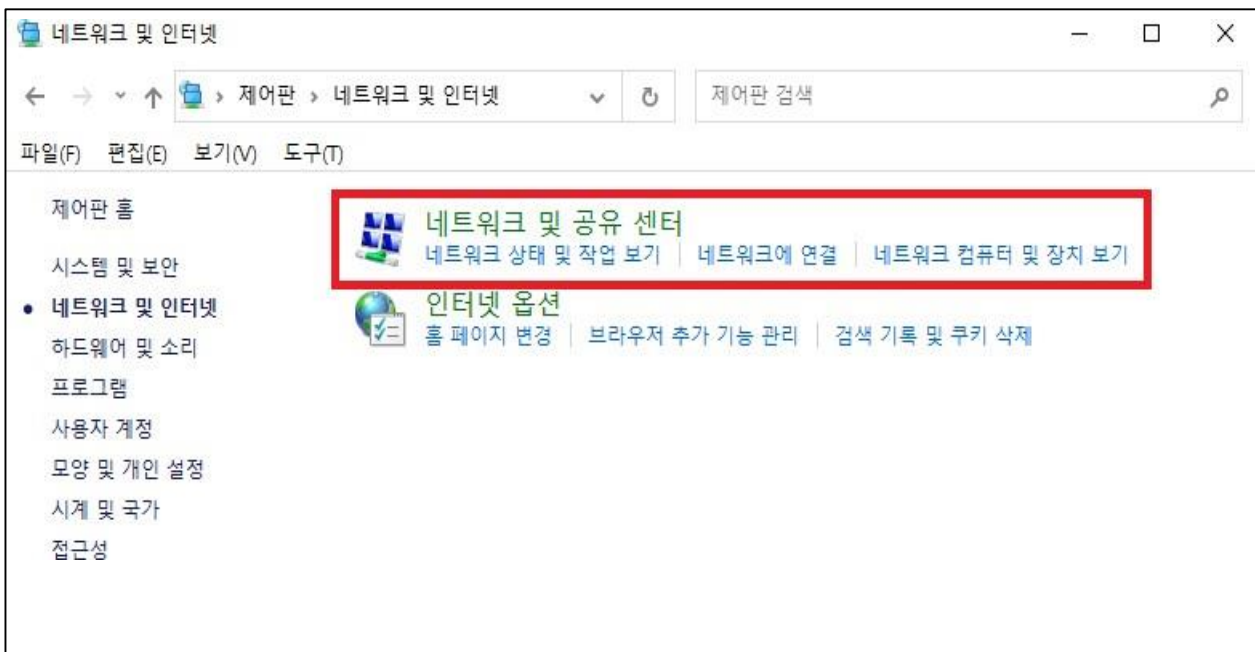 네트워크 및 인터넷
제어판 › 네트워크 및 인터넷
제어판 검색
파일(F) 편집(E) 보기(V) 도구(T)
제어판 홈
시스템 및 보안
네트워크 및 인터넷
하드웨어 및 소리
프로그램
사용자 계정
모양 및 개인 설정
시계 및 국가
접근성
네트워크 및 공유 센터
네트워크 상태 및 작업 보기 | 네트워크에 연결 | 네트워크 컴퓨터 및 장치 보기
인터넷 옵션
홈 페이지 변경 | 브라우저 추가 기능 관리 | 검색 기록 및 쿠키 삭제